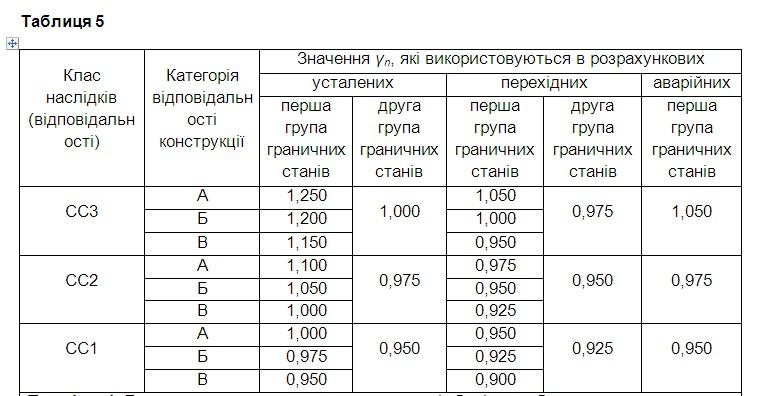 Таблиця 5
Клас наслідків (відповідальн ості) Категорія відповідальн ості конструкції Значення γn, які використовуються в розрахункових
усталених перехідних аварійних
перша група граничних станів друга група граничних станів перша група граничних станів друга група граничних станів перша група граничних станів
СС3 А 1,250 1,000 1,050 0,975 1,050
Б 1,200 1,000
В 1,150 0,950
СС2 А 1,100 0,975 0,975 0,950 0,975
Б 1,050 0,950
В 1,000 0,925
СС1 А 1,000 0,950 0,950 0,925 0,950
Б 0,975 0,925
В 0,950 0,900